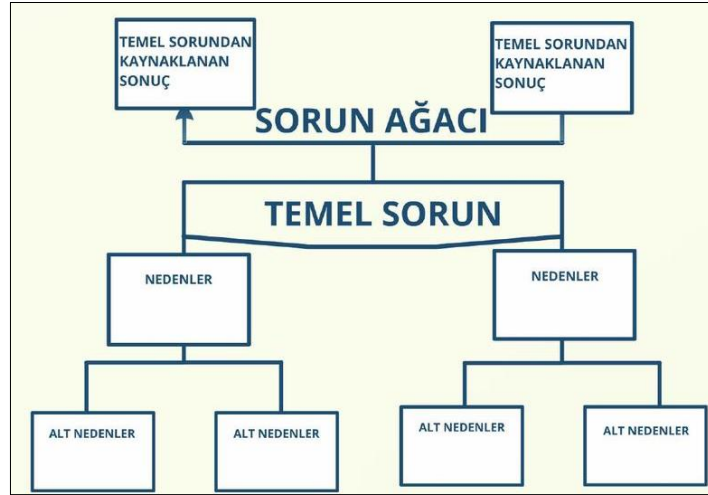 TEMEL SORUNDAN
KAYNAKLANAN
SONUÇ
TEMEL SORUNDAN
KAYNAKLANAN
SONUÇ
SORUN AĞACI
TEMEL SORUN
NEDENLER
NEDENLER
ALT NEDENLER
ALT NEDENLER
ALT NEDENLER
ALT NEDENLER